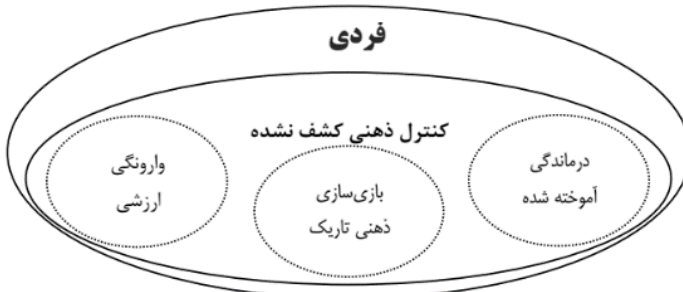 فردی
کنترل ذهنی کشف نشده
درماندگی
آموخته شده
بازی‌سازی
ذهنی تاریک
وارونگی
ارزشی